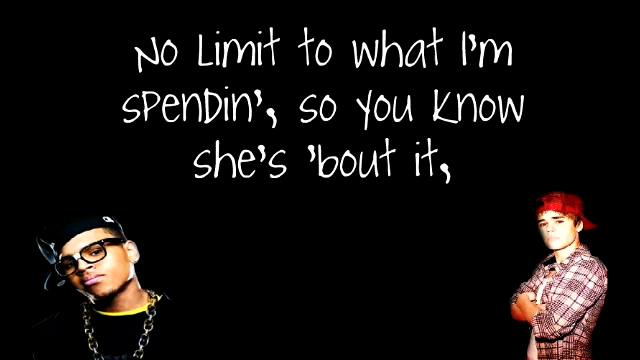 No Limit to what I'm
spendin', so you know
she's 'bout it,